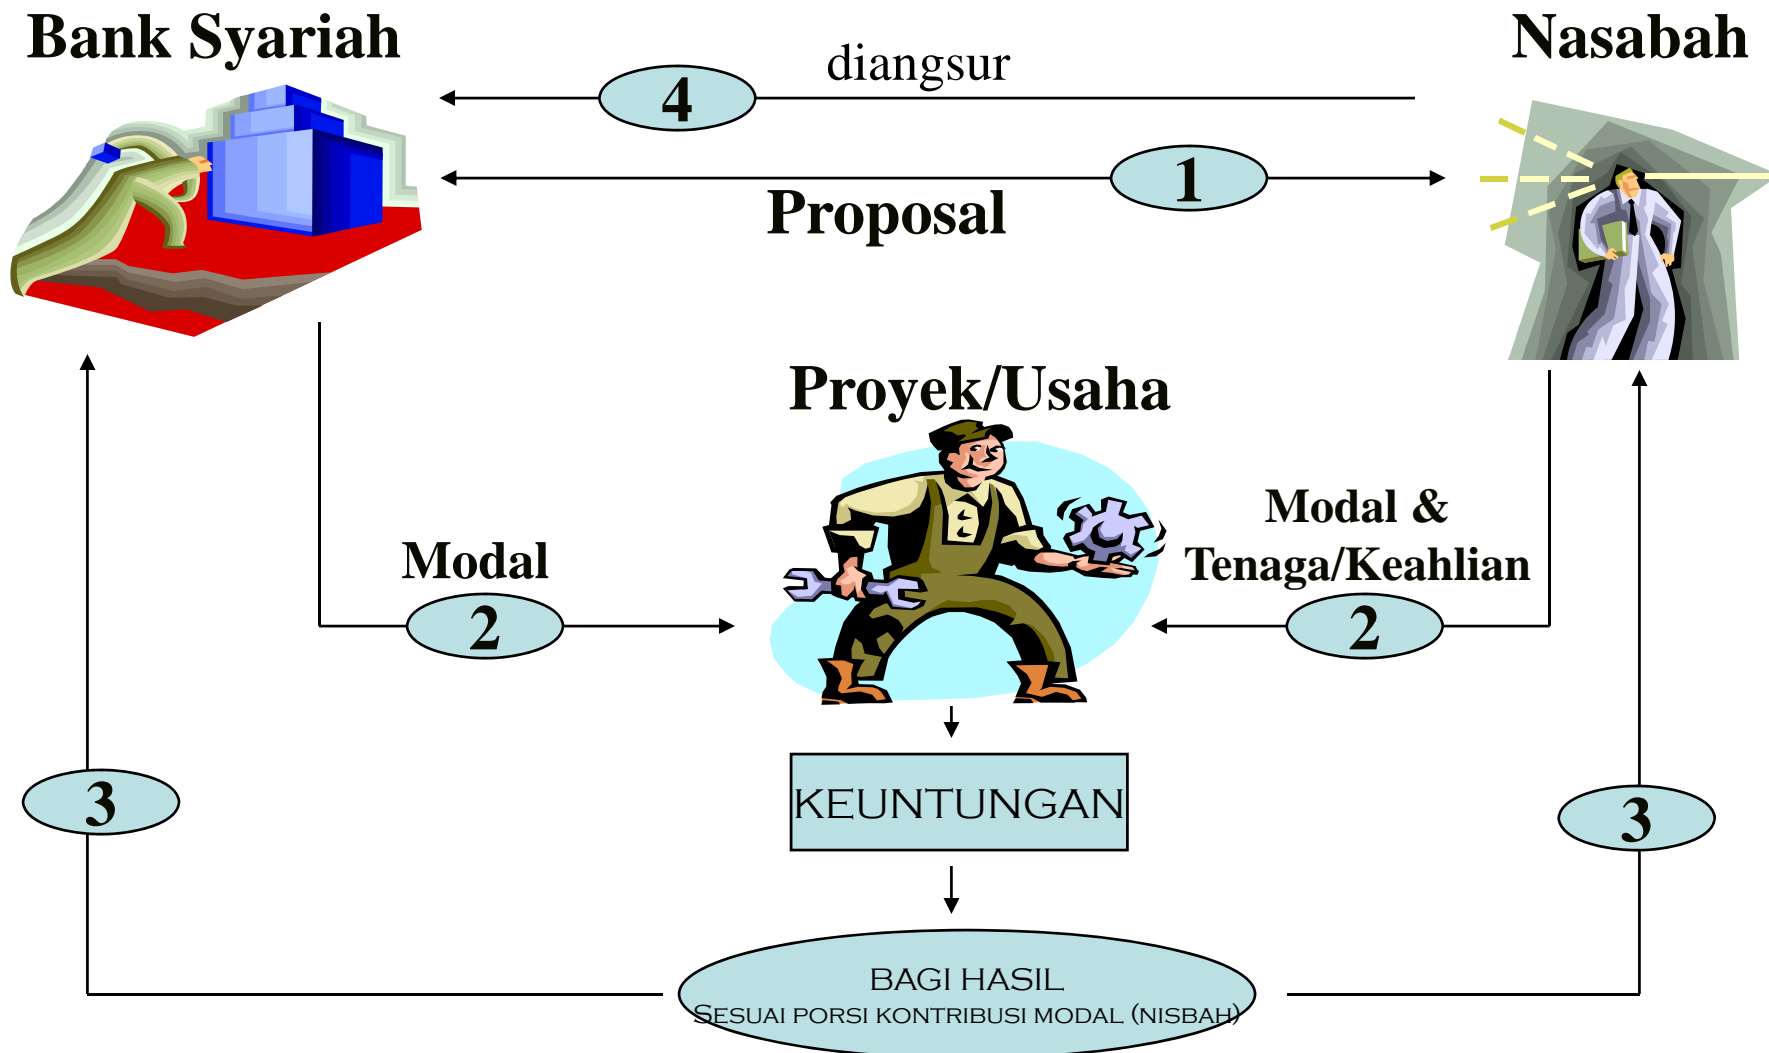 Bank Syariah
Nasabah
diangsur
4
1
Proposal
Proyek/Usaha
Modal &
Tenaga/Keahlian
Modal
2
2
3
KEUNTUNGAN
3
BAGI HASIL
SESUAI PORSI KONTRIBUSI MODAL (NISBAH)